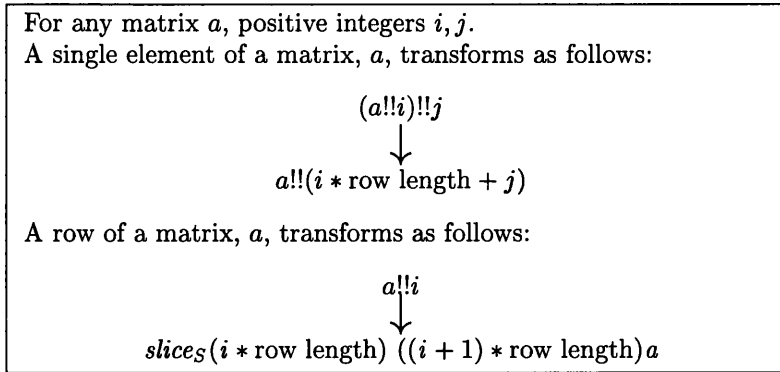 For any matrix a, positive integers i, j.
A single element of a matrix, a, transforms as follows:
(a!!i)!!j
↓
a!!(i * row length + j)
A row of a matrix, a, transforms as follows:
a!!i
↓
slice_S(i * row length) ((i + 1) * row length)a